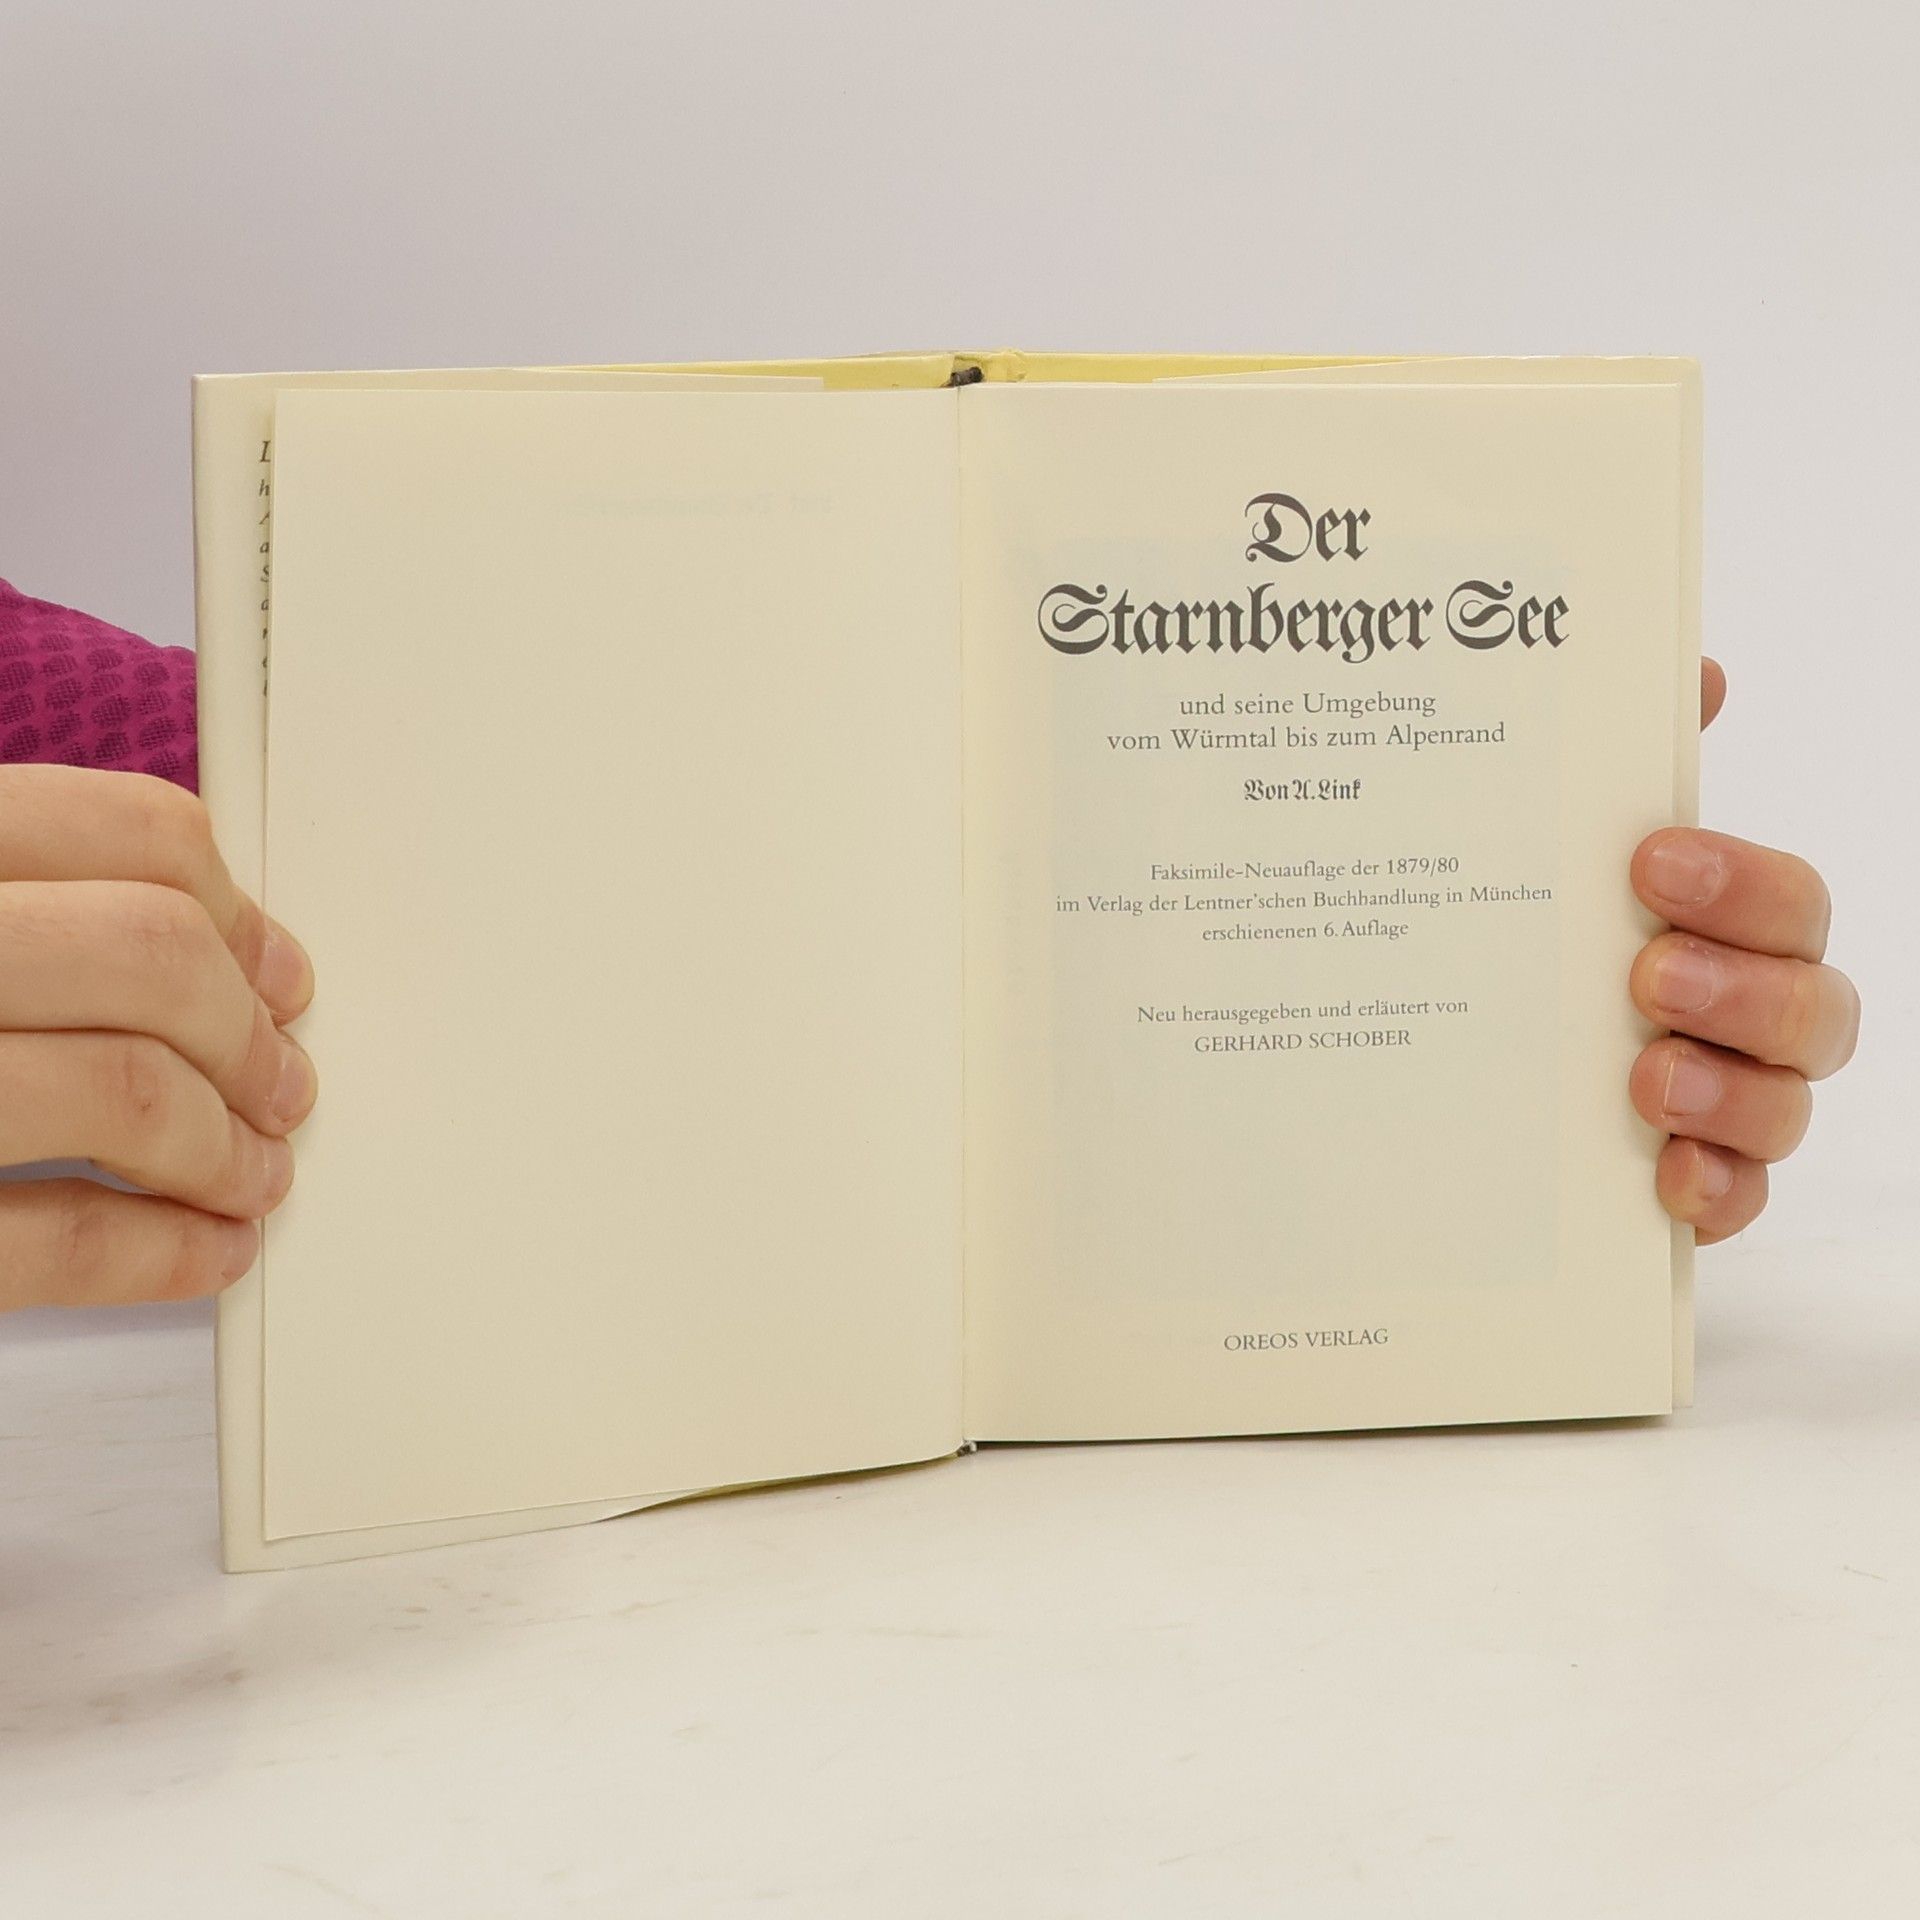 Der
Starnberger See
und seine Umgebung
vom Würmtal bis zum Alpenrand
Von A. Link
Faksimile-Neuauflage der 1879/80
im Verlag der Lentner'schen Buchhandlung in München
erschienenen 6. Auflage
Neu herausgegeben und erläutert von
GERHARD SCHOBER
OREOS VERLAG